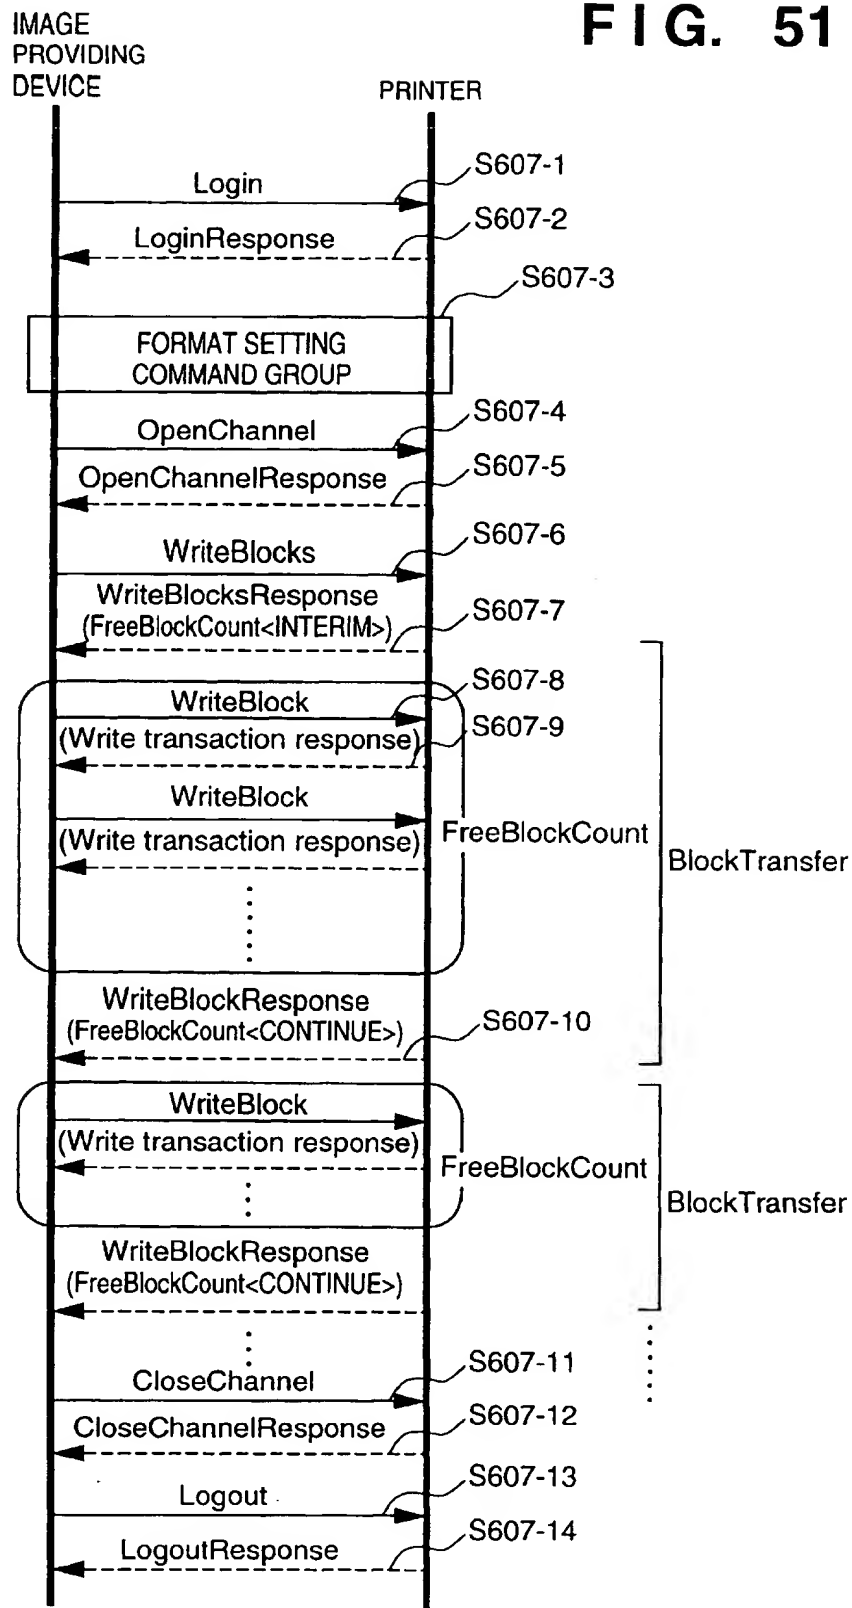 FIG. 51
IMAGE
PROVIDING
DEVICE
PRINTER
Login
S607-1
LoginResponse
S607-2
S607-3
FORMAT SETTING
COMMAND GROUP
OpenChannel
S607-4
OpenChannelResponse
S607-5
WriteBlocks
S607-6
WriteBlocksResponse
(FreeBlockCount<INTERIM>)
S607-7
WriteBlock
S607-8
(Write transaction response)
S607-9
WriteBlock
(Write transaction response)
FreeBlockCount
BlockTransfer
WriteBlockResponse
(FreeBlockCount<CONTINUE>)
S607-10
WriteBlock
(Write transaction response)
FreeBlockCount
BlockTransfer
WriteBlockResponse
(FreeBlockCount<CONTINUE>)
CloseChannel
S607-11
CloseChannelResponse
S607-12
Logout
S607-13
LogoutResponse
S607-14